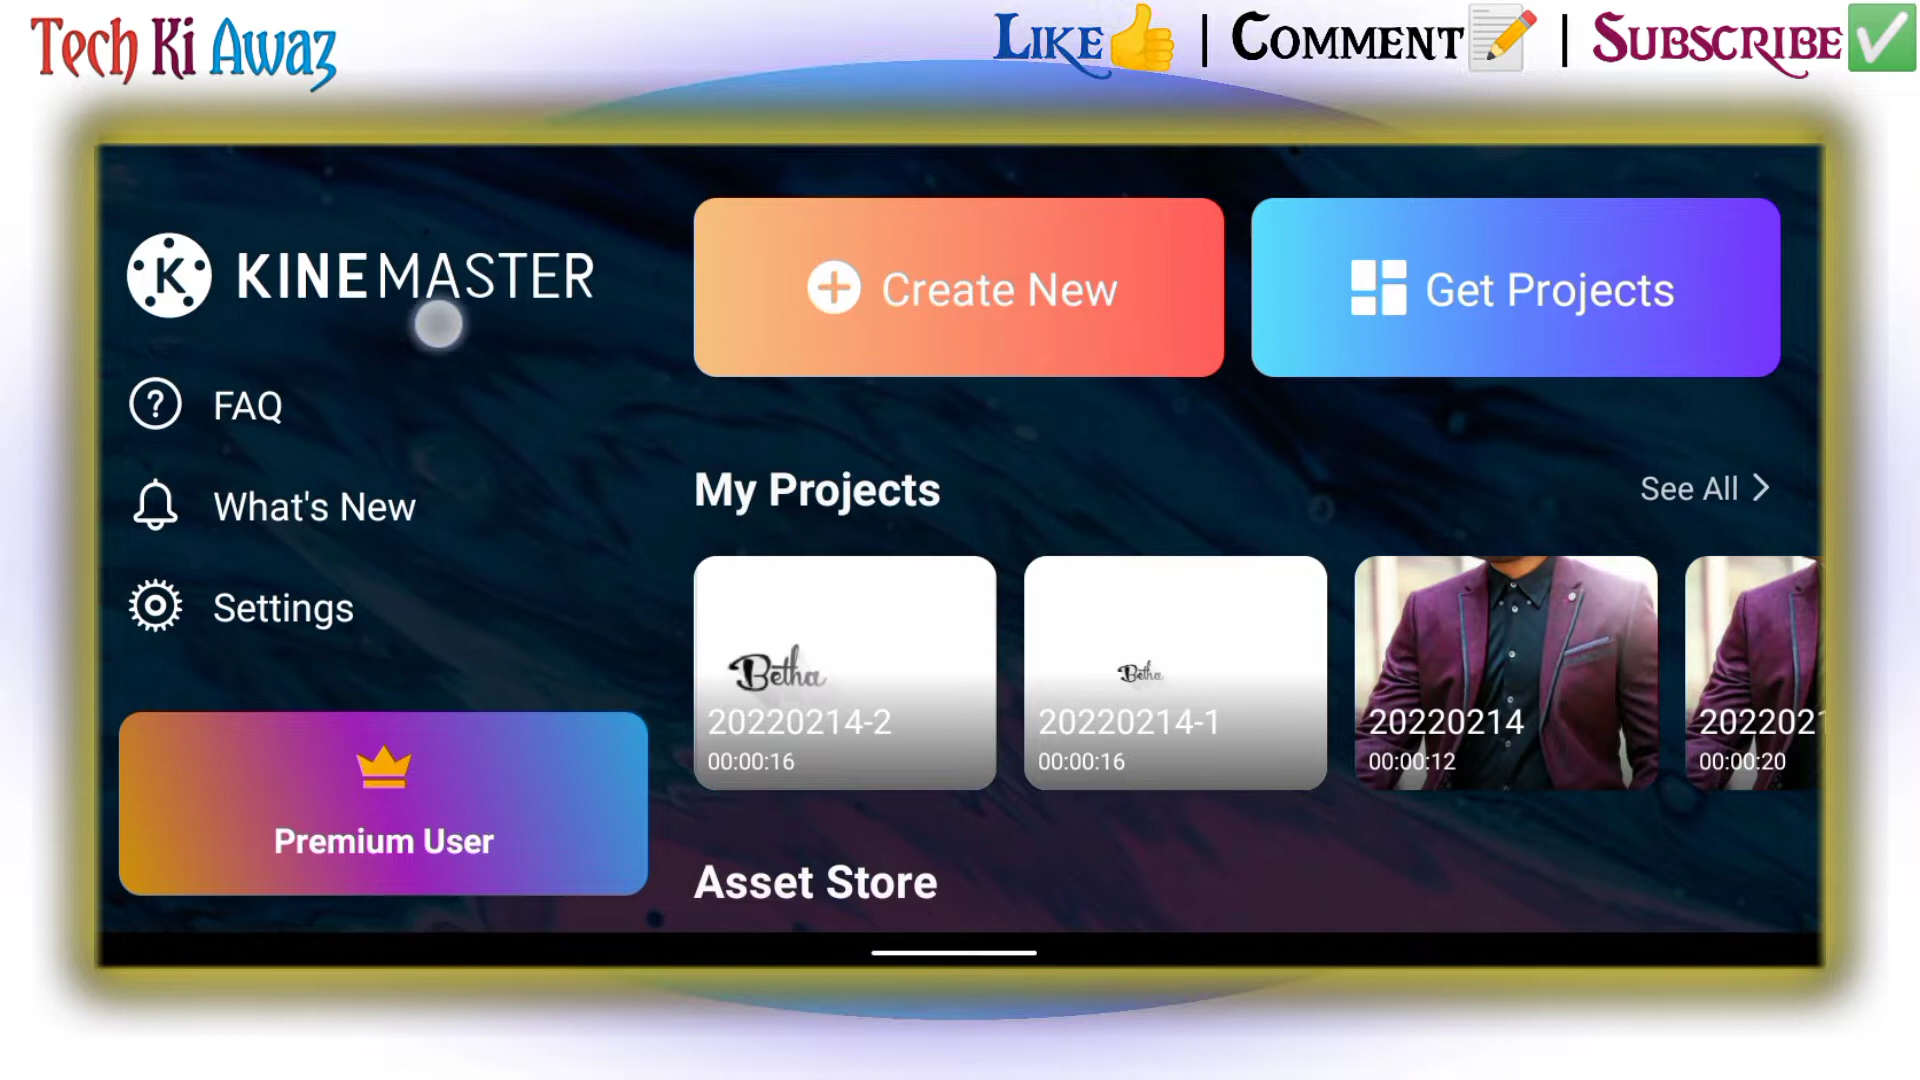 Tech Ki Awaz
Like | Comment | Subscribe
K KINEMASTER
Create New
Get Projects
FAQ
What's New
Settings
My Projects
See All
Betha
20220214-2
00:00:16
Betha
20220214-1
00:00:16
20220214
00:00:12
2022021
00:00:20
Premium User
Asset Store